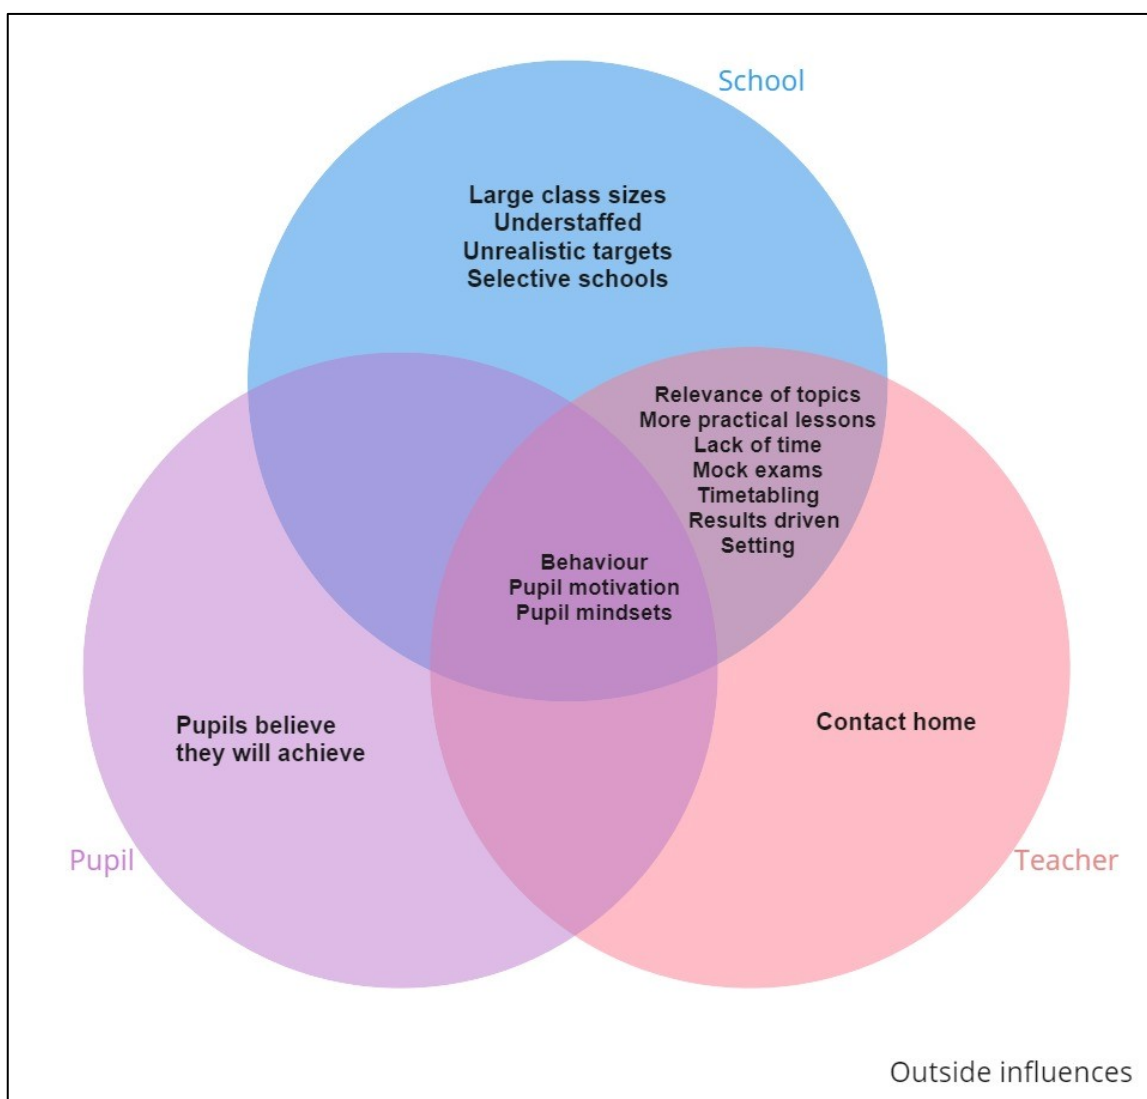 School
Large class sizes
Understaffed
Unrealistic targets
Selective schools
Relevance of topics
More practical lessons
Lack of time
Mock exams
Timetabling
Results driven
Setting
Behaviour
Pupil motivation
Pupil mindsets
Pupils believe
they will achieve
Contact home
Pupil
Teacher
Outside influences